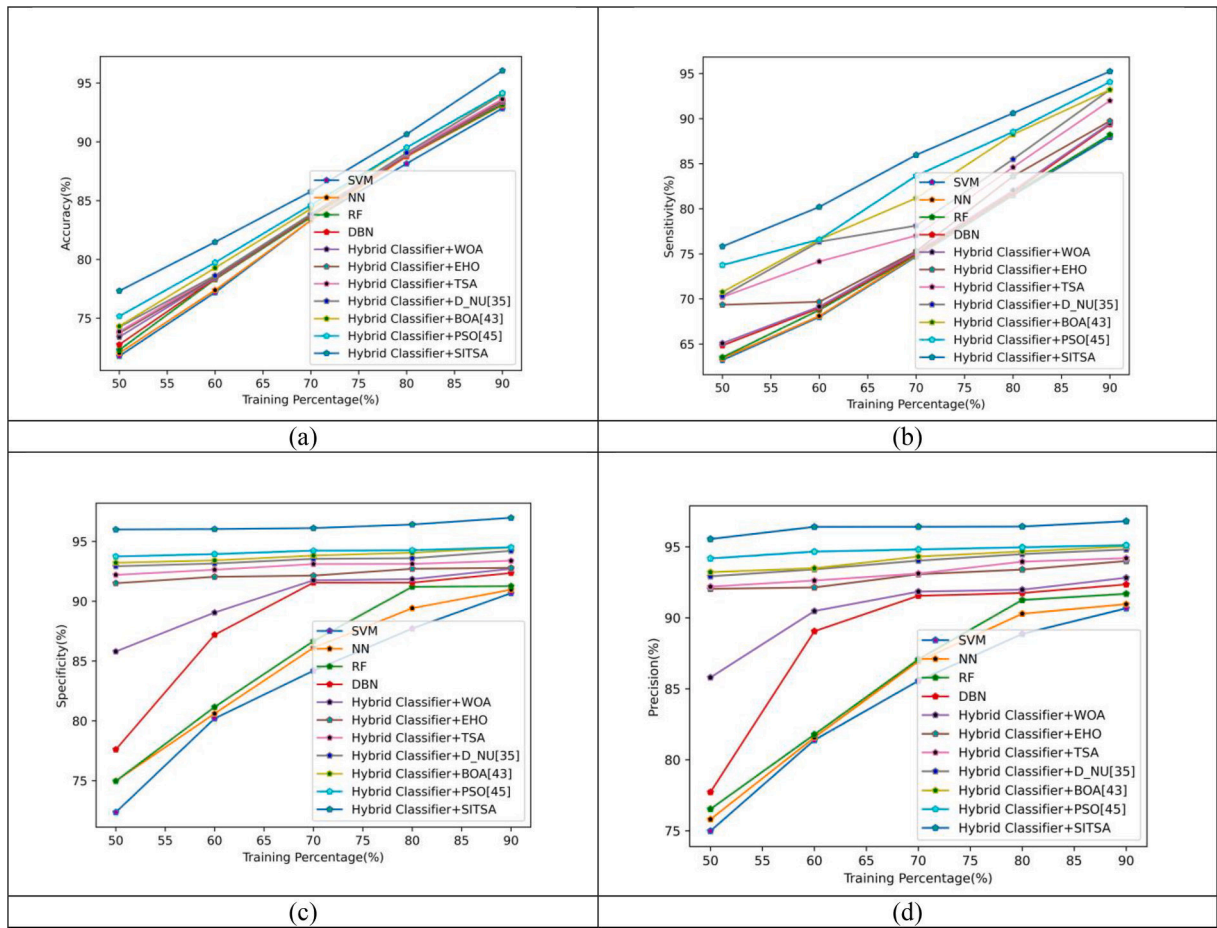 95
90
85
80
75
Accuracy(%)
SVM
NN
RF
DBN
Hybrid Classifier+WOA
Hybrid Classifier+EHO
Hybrid Classifier+TSA
Hybrid Classifier+D_NU[35]
Hybrid Classifier+BOA[43]
Hybrid Classifier+PSO[45]
Hybrid Classifier+SITSA
50 55 60 65 70 75 80 85 90
Training Percentage(%)
(a)
95
90
85
80
75
70
65
Sensitivity(%)
SVM
NN
RF
DBN
Hybrid Classifier+WOA
Hybrid Classifier+EHO
Hybrid Classifier+TSA
Hybrid Classifier+D_NU[35]
Hybrid Classifier+BOA[43]
Hybrid Classifier+PSO[45]
Hybrid Classifier+SITSA
50 55 60 65 70 75 80 85 90
Training Percentage(%)
(b)
95
90
85
80
75
Specificity(%)
SVM
NN
RF
DBN
Hybrid Classifier+WOA
Hybrid Classifier+EHO
Hybrid Classifier+TSA
Hybrid Classifier+D_NU[35]
Hybrid Classifier+BOA[43]
Hybrid Classifier+PSO[45]
Hybrid Classifier+SITSA
50 55 60 65 70 75 80 85 90
Training Percentage(%)
(c)
95
90
85
80
75
Precision(%)
SVM
NN
RF
DBN
Hybrid Classifier+WOA
Hybrid Classifier+EHO
Hybrid Classifier+TSA
Hybrid Classifier+D_NU[35]
Hybrid Classifier+BOA[43]
Hybrid Classifier+PSO[45]
Hybrid Classifier+SITSA
50 55 60 65 70 75 80 85 90
Training Percentage(%)
(d)